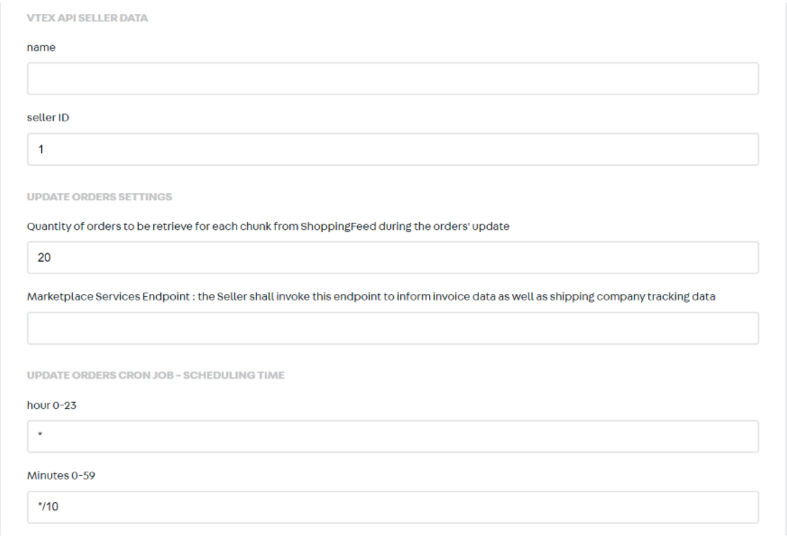 VTEX API SELLER DATA
name
seller ID
1
UPDATE ORDERS SETTINGS
Quantity of orders to be retrieve for each chunk from ShoppingFeed during the orders' update
20
Marketplace Services Endpoint : the Seller shall invoke this endpoint to inform invoice data as well as shipping company tracking data
UPDATE ORDERS CRON JOB - SCHEDULING TIME
hour 0-23
*
Minutes 0-59
*/10